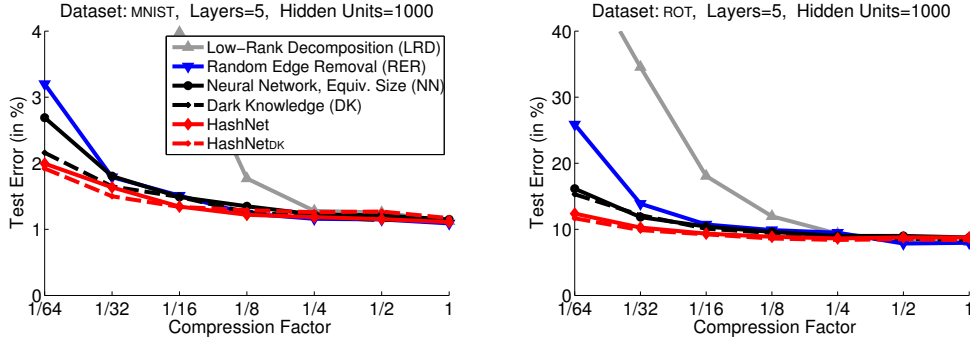 Dataset: MNIST, Layers=5, Hidden Units=1000
4
3
2
1
0
Test Error (in %)
Low−Rank Decomposition (LRD)
Random Edge Removal (RER)
Neural Network, Equiv. Size (NN)
Dark Knowledge (DK)
HashNet
HashNetDK
1/64 1/32 1/16 1/8 1/4 1/2 1
Compression Factor
Dataset: ROT, Layers=5, Hidden Units=1000
40
30
20
10
0
Test Error (in %)
1/64 1/32 1/16 1/8 1/4 1/2 1
Compression Factor